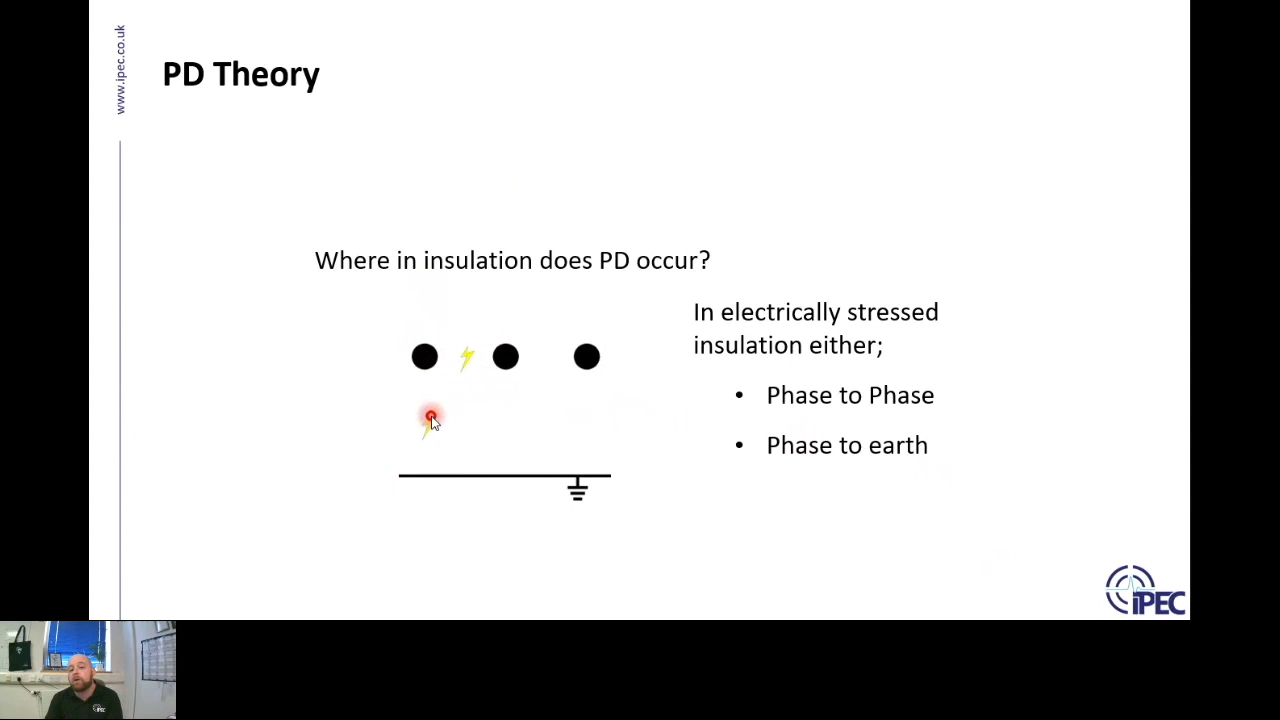 www.ipec.co.uk
PD Theory
Where in insulation does PD occur?
In electrically stressed
insulation either;
• Phase to Phase
• Phase to earth
iPEC
iPEC